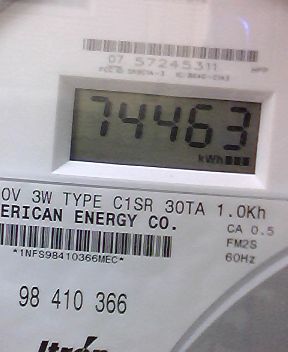 07 57245311
74463
kWh
0V 3W TYPE C1SR 30TA 1.0Kh
ERICAN ENERGY CO.
CA 0.5
FM2S
60Hz
*1NFS98410366MEC*
98 410 366
Itrón